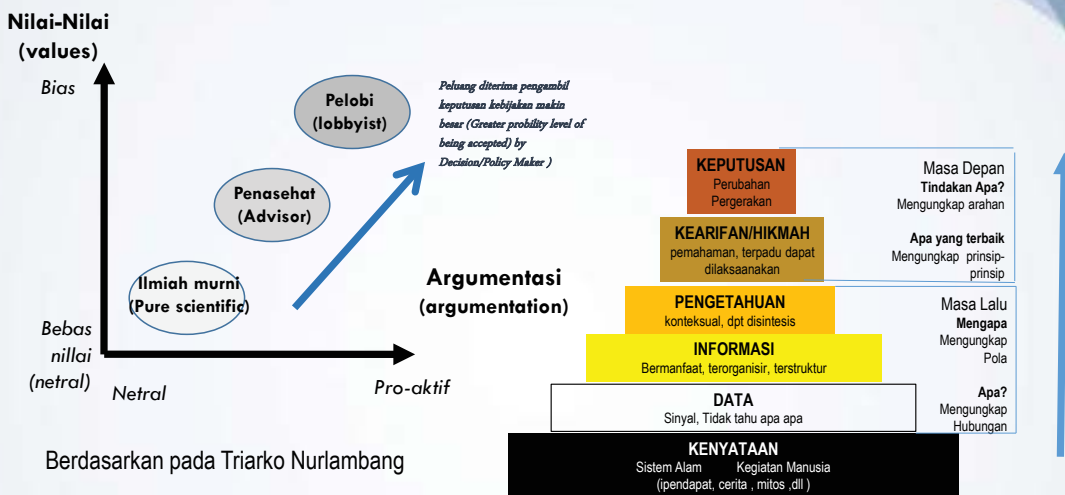 Nilai-Nilai
(values)
Bias
Pelobi
(lobbyist)
Peluang diterima pengambil
keputusan kebijakan makin
besar (Greater probility level of
being accepted) by
Decision/Policy Maker )
Penasehat
(Advisor)
Ilmiah murni
(Pure scientific)
Argumentasi
(argumentation)
Bebas
nillai
(netral)
Netral
Pro-aktif
Berdasarkan pada Triarko Nurlambang
KEPUTUSAN
Perubahan
Pergerakan
KEARIFAN/HIKMAH
pemahaman, terpadu dapat
dilaksaanakan
PENGETAHUAN
konteksual, dpt disintesis
INFORMASI
Bermanfaat, terorganisir, terstruktur
DATA
Sinyal, Tidak tahu apa apa
KENYATAAN
Sistem Alam Kegiatan Manusia
(ipendapat, cerita , mitos ,dll )
Masa Depan
Tindakan Apa?
Mengungkap arahan
Apa yang terbaik
Mengungkap prinsip-
prinsip
Masa Lalu
Mengapa
Mengungkap
Pola
Apa?
Mengungkap
Hubungan